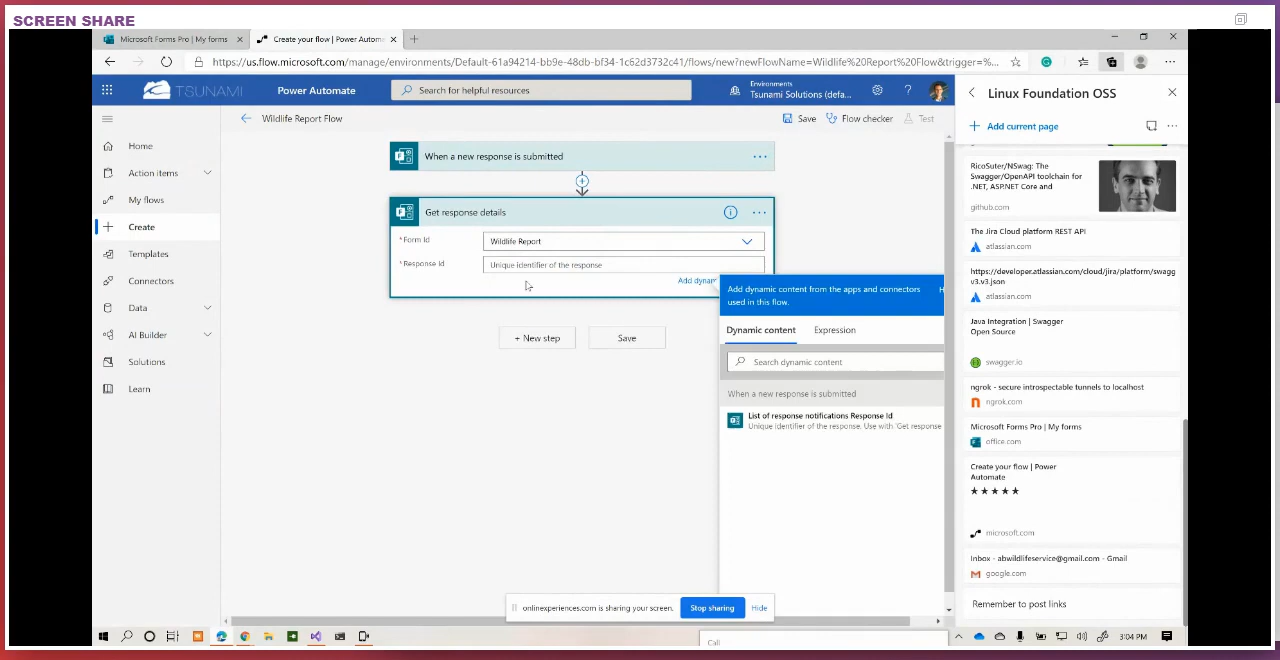 SCREEN SHARE
Microsoft Forms Pro | My forms
Create your flow | Power Automa
https://us.flow.microsoft.com/manage/environments/Default-61a94214-bb9e-48db-bf34-1c62d3732c41/flows/new?newFlowName=Wildlife%20Report%20Flow&trigger=%...
TSUNAMI
Power Automate
Search for helpful resources
Environments
Tsunami Solutions (defa...
Linux Foundation OSS
Wildlife Report Flow
Save
Flow checker
Test
Add current page
Home
Action items
My flows
Create
Templates
Connectors
Data
AI Builder
Solutions
Learn
When a new response is submitted
Get response details
* Form Id
Wildlife Report
* Response Id
Unique identifier of the response
Add dynam
Add dynamic content from the apps and connectors
used in this flow.
H
Dynamic content
Expression
Search dynamic content
When a new response is submitted
List of response notifications Response Id
Unique identifier of the response. Use with 'Get response
+ New step
Save
RicoSuter/NSwag: The
Swagger/OpenAPI toolchain for
.NET, ASP.NET Core and
github.com
The Jira Cloud platform REST API
atlassian.com
https://developer.atlassian.com/cloud/jira/platform/swagg
v3.v3.json
atlassian.com
Java Integration | Swagger
Open Source
swagger.io
ngrok - secure introspectable tunnels to localhost
ngrok.com
Microsoft Forms Pro | My forms
office.com
Create your flow | Power
Automate
★★★★★
microsoft.com
Inbox - abwildlifeservice@gmail.com - Gmail
google.com
Remember to post links
onlinexperiences.com is sharing your screen.
Stop sharing
Hide
Call
3:04 PM